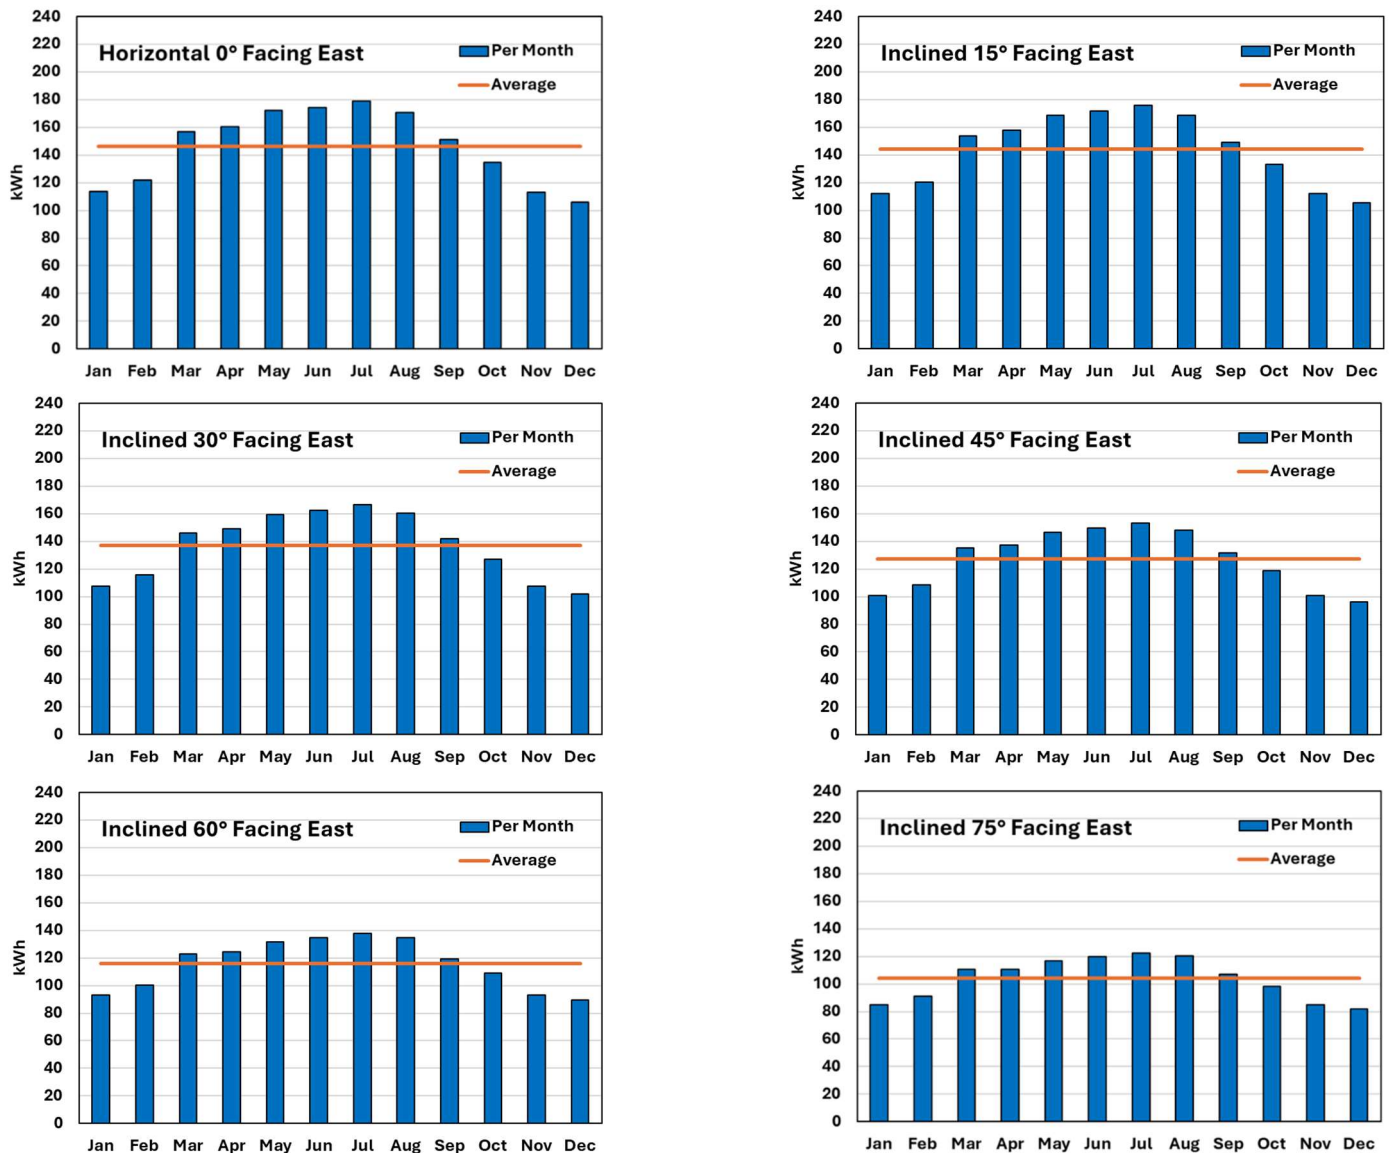 Horizontal 0° Facing East
Per Month
Average
kWh
240
220
200
180
160
140
120
100
80
60
40
20
0
Jan Feb Mar Apr May Jun Jul Aug Sep Oct Nov Dec
Inclined 15° Facing East
Per Month
Average
kWh
240
220
200
180
160
140
120
100
80
60
40
20
0
Jan Feb Mar Apr May Jun Jul Aug Sep Oct Nov Dec
Inclined 30° Facing East
Per Month
Average
kWh
240
220
200
180
160
140
120
100
80
60
40
20
0
Jan Feb Mar Apr May Jun Jul Aug Sep Oct Nov Dec
Inclined 45° Facing East
Per Month
Average
kWh
240
220
200
180
160
140
120
100
80
60
40
20
0
Jan Feb Mar Apr May Jun Jul Aug Sep Oct Nov Dec
Inclined 60° Facing East
Per Month
Average
kWh
240
220
200
180
160
140
120
100
80
60
40
20
0
Jan Feb Mar Apr May Jun Jul Aug Sep Oct Nov Dec
Inclined 75° Facing East
Per Month
Average
kWh
240
220
200
180
160
140
120
100
80
60
40
20
0
Jan Feb Mar Apr May Jun Jul Aug Sep Oct Nov Dec